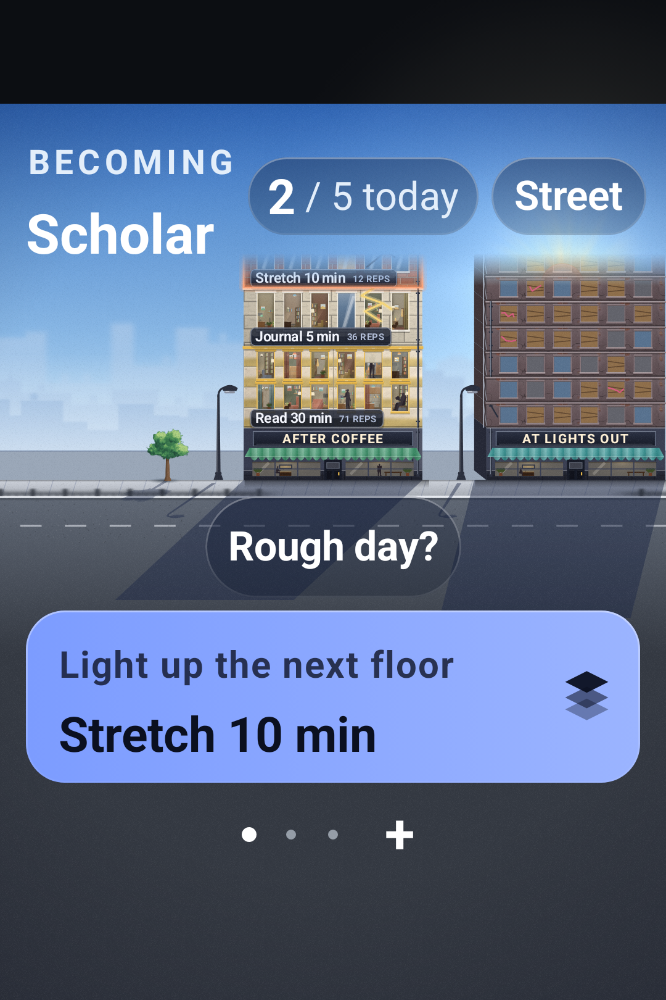 BECOMING
Scholar
2 / 5 today
Street
Stretch 10 min 12 REPS
Journal 5 min 36 REPS
Read 30 min 71 REPS
AFTER COFFEE
AT LIGHTS OUT
Rough day?
Light up the next floor
Stretch 10 min